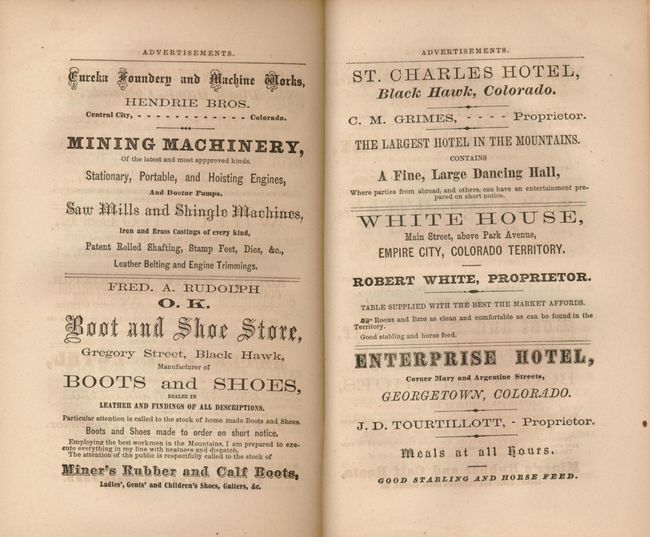 ADVERTISEMENTS.
Eureka Foundery and Machine Works,
HENDRIE BROS.
Central City, - - - - - - - - - - - - Colorado.
MINING MACHINERY,
Of the latest and most appproved kinds.
Stationary, Portable, and Hoisting Engines,
And Doctor Pumps.
Saw Mills and Shingle Machines,
Iron and Brass Castings of every kind,
Patent Rolled Shafting, Stamp Feet, Dies, &c.,
Leather Belting and Engine Trimmings.
FRED. A. RUDOLPH
O. K.
Boot and Shoe Store,
Gregory Street, Black Hawk,
Manufacturer of
BOOTS and SHOES,
DEALER IN
LEATHER AND FINDINGS OF ALL DESCRIPTIONS.
Particular attention is called to the stock of home made Boots and Shoes.
Boots and Shoes made to order on short notice.
Employing the best workmen in the Mountains, I am prepared to exe-
cute everything in my line with neatness and dispatch.
The attention of the public is respectfully called to the stock of
Miner's Rubber and Calf Boots,
Ladies', Gents' and Children's Shoes, Gaiters, &c.
ADVERTISEMENTS.
ST. CHARLES HOTEL,
Black Hawk, Colorado.
C. M. GRIMES, - - - - Proprietor.
THE LARGEST HOTEL IN THE MOUNTAINS.
CONTAINS
A Fine, Large Dancing Hall,
Where parties from abroad, and others, can have an entertainment pre-
pared on short notice.
WHITE HOUSE,
Main Street, above Park Avenue,
EMPIRE CITY, COLORADO TERRITORY.
ROBERT WHITE, PROPRIETOR.
TABLE SUPPLIED WITH THE BEST THE MARKET AFFORDS.
☞ ROOMS and BEDS as clean and comfortable as can be found in the
Territory.
Good stabling and horse feed.
ENTERPRISE HOTEL,
Corner Mary and Argentine Streets,
GEORGETOWN, COLORADO.
J. D. TOURTILLOTT, - Proprietor.
Meals at all Hours.
GOOD STABLING AND HORSE FEED.